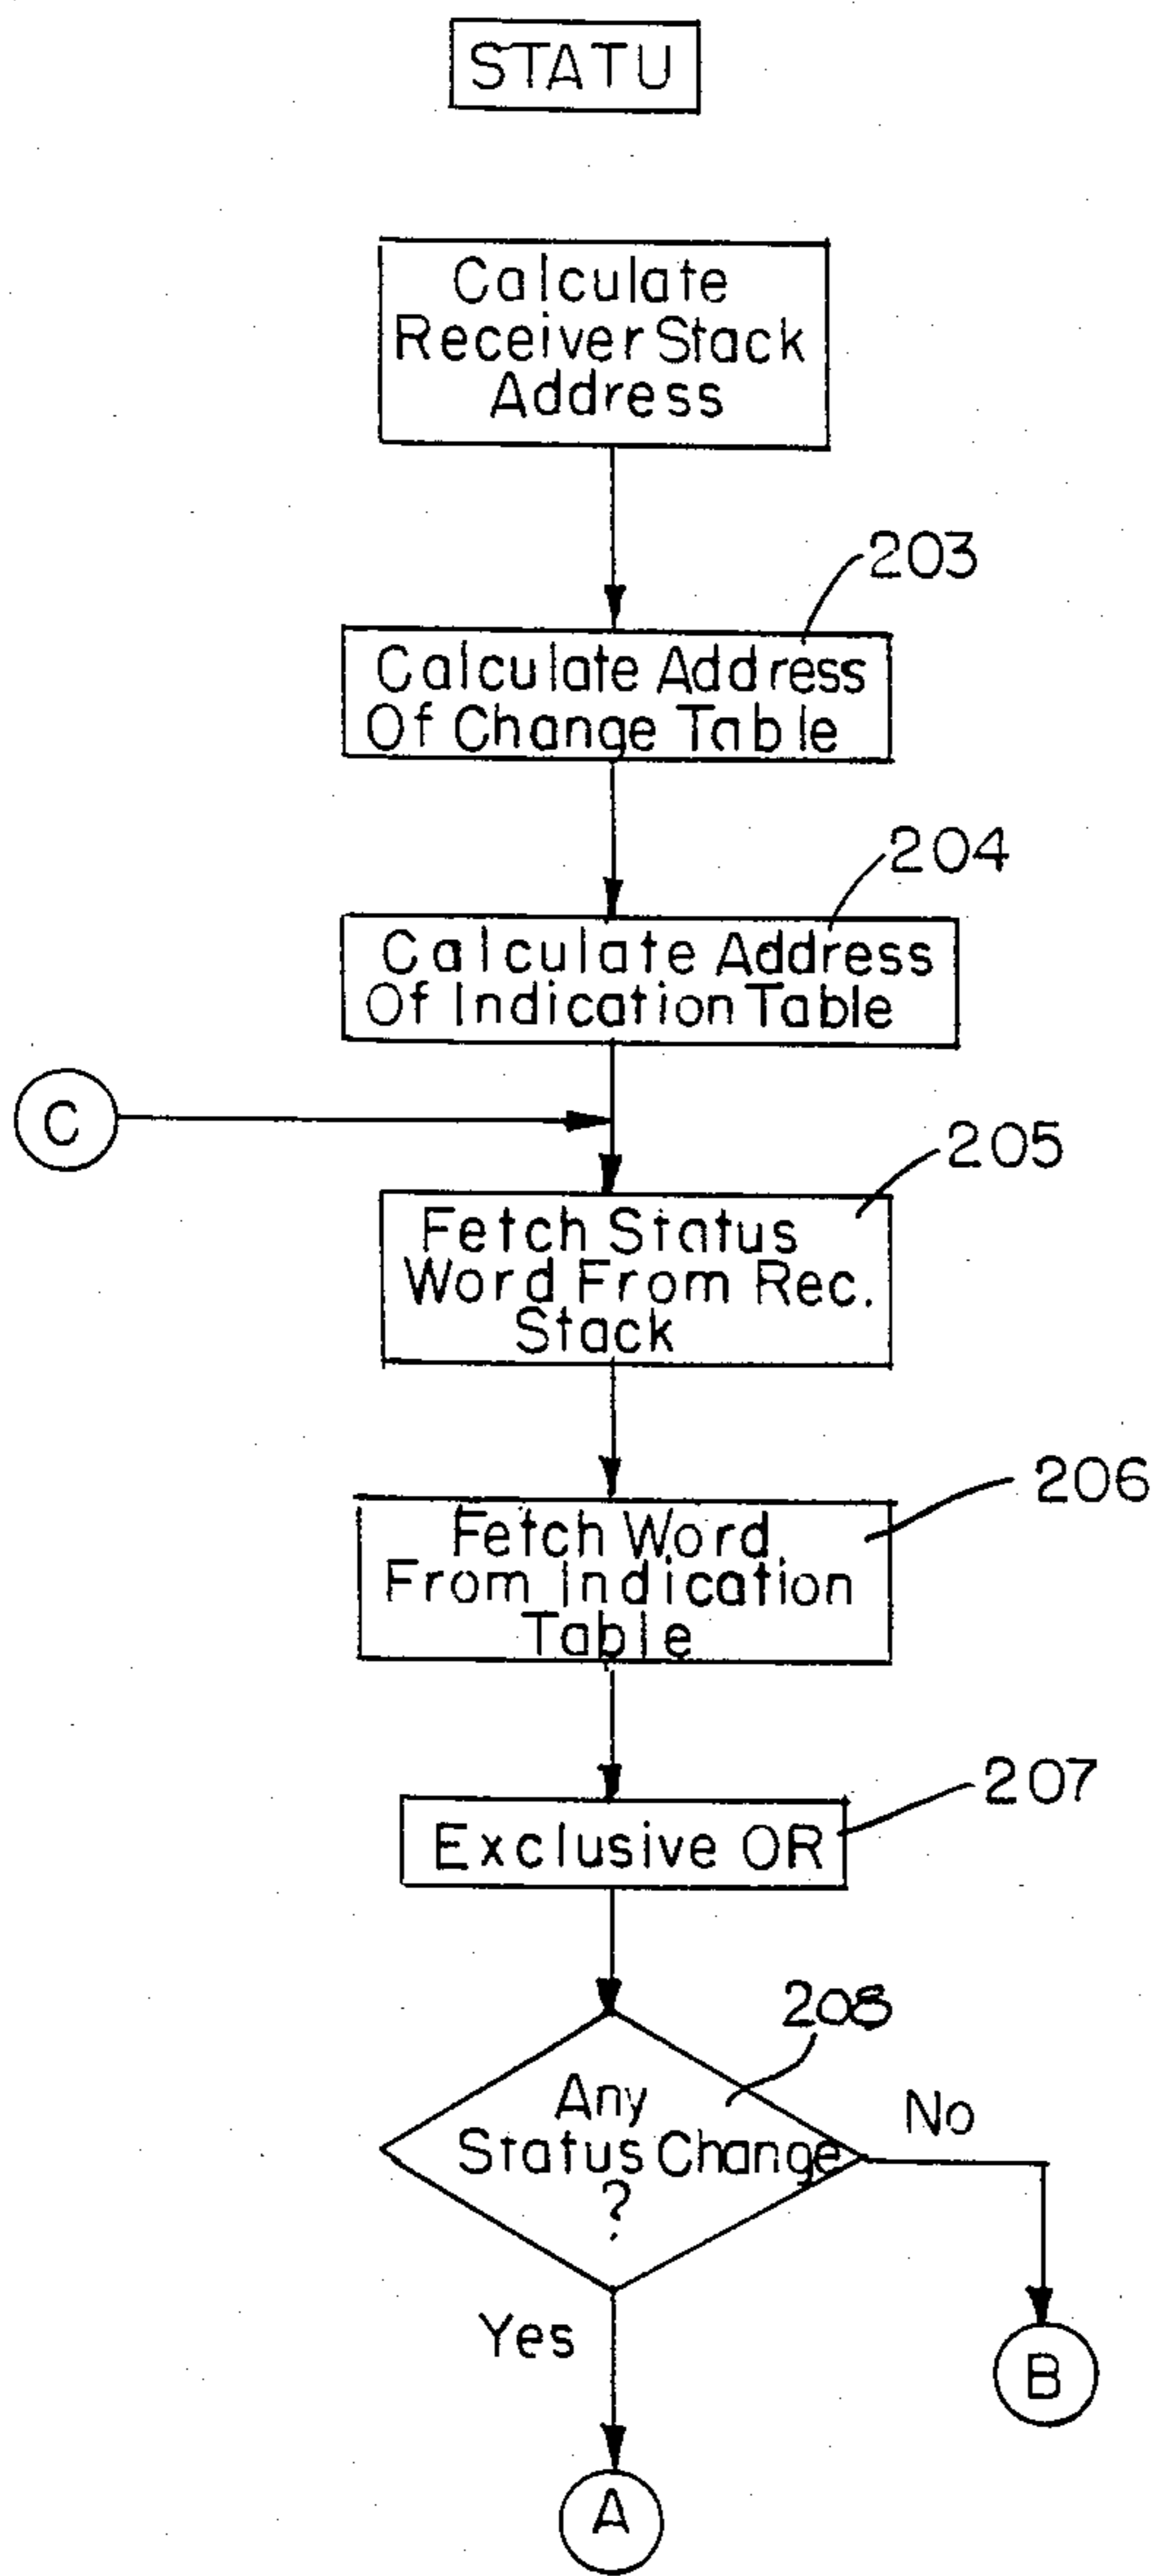 STATU
Calculate
Receiver Stack
Address
203
Calculate Address
Of Change Table
204
Calculate Address
Of Indication Table
C
205
Fetch Status
Word From Rec.
Stack
206
Fetch Word
From Indication
Table
207
Exclusive OR
208
Any
Status Change
?
No
Yes
B
A